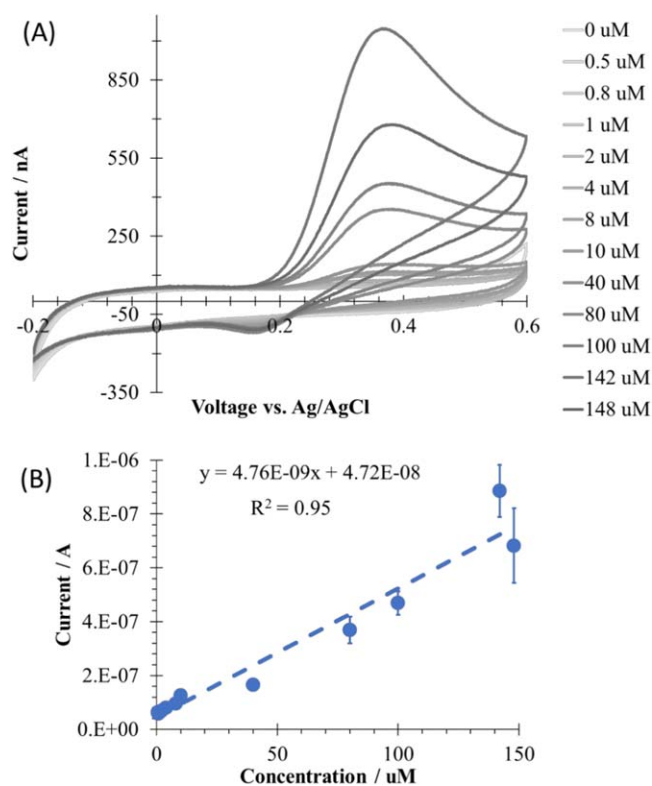 (A)
Current / nA
850
550
250
-50
-350
-0.2
0
0.2
0.4
0.6
Voltage vs. Ag/AgCl
0 uM
0.5 uM
0.8 uM
1 uM
2 uM
4 uM
8 uM
10 uM
40 uM
80 uM
100 uM
142 uM
148 uM
(B)
y = 4.76E-09x + 4.72E-08
R² = 0.95
Current / A
1.E-06
8.E-07
6.E-07
4.E-07
2.E-07
0.E+00
0
50
100
150
Concentration / uM